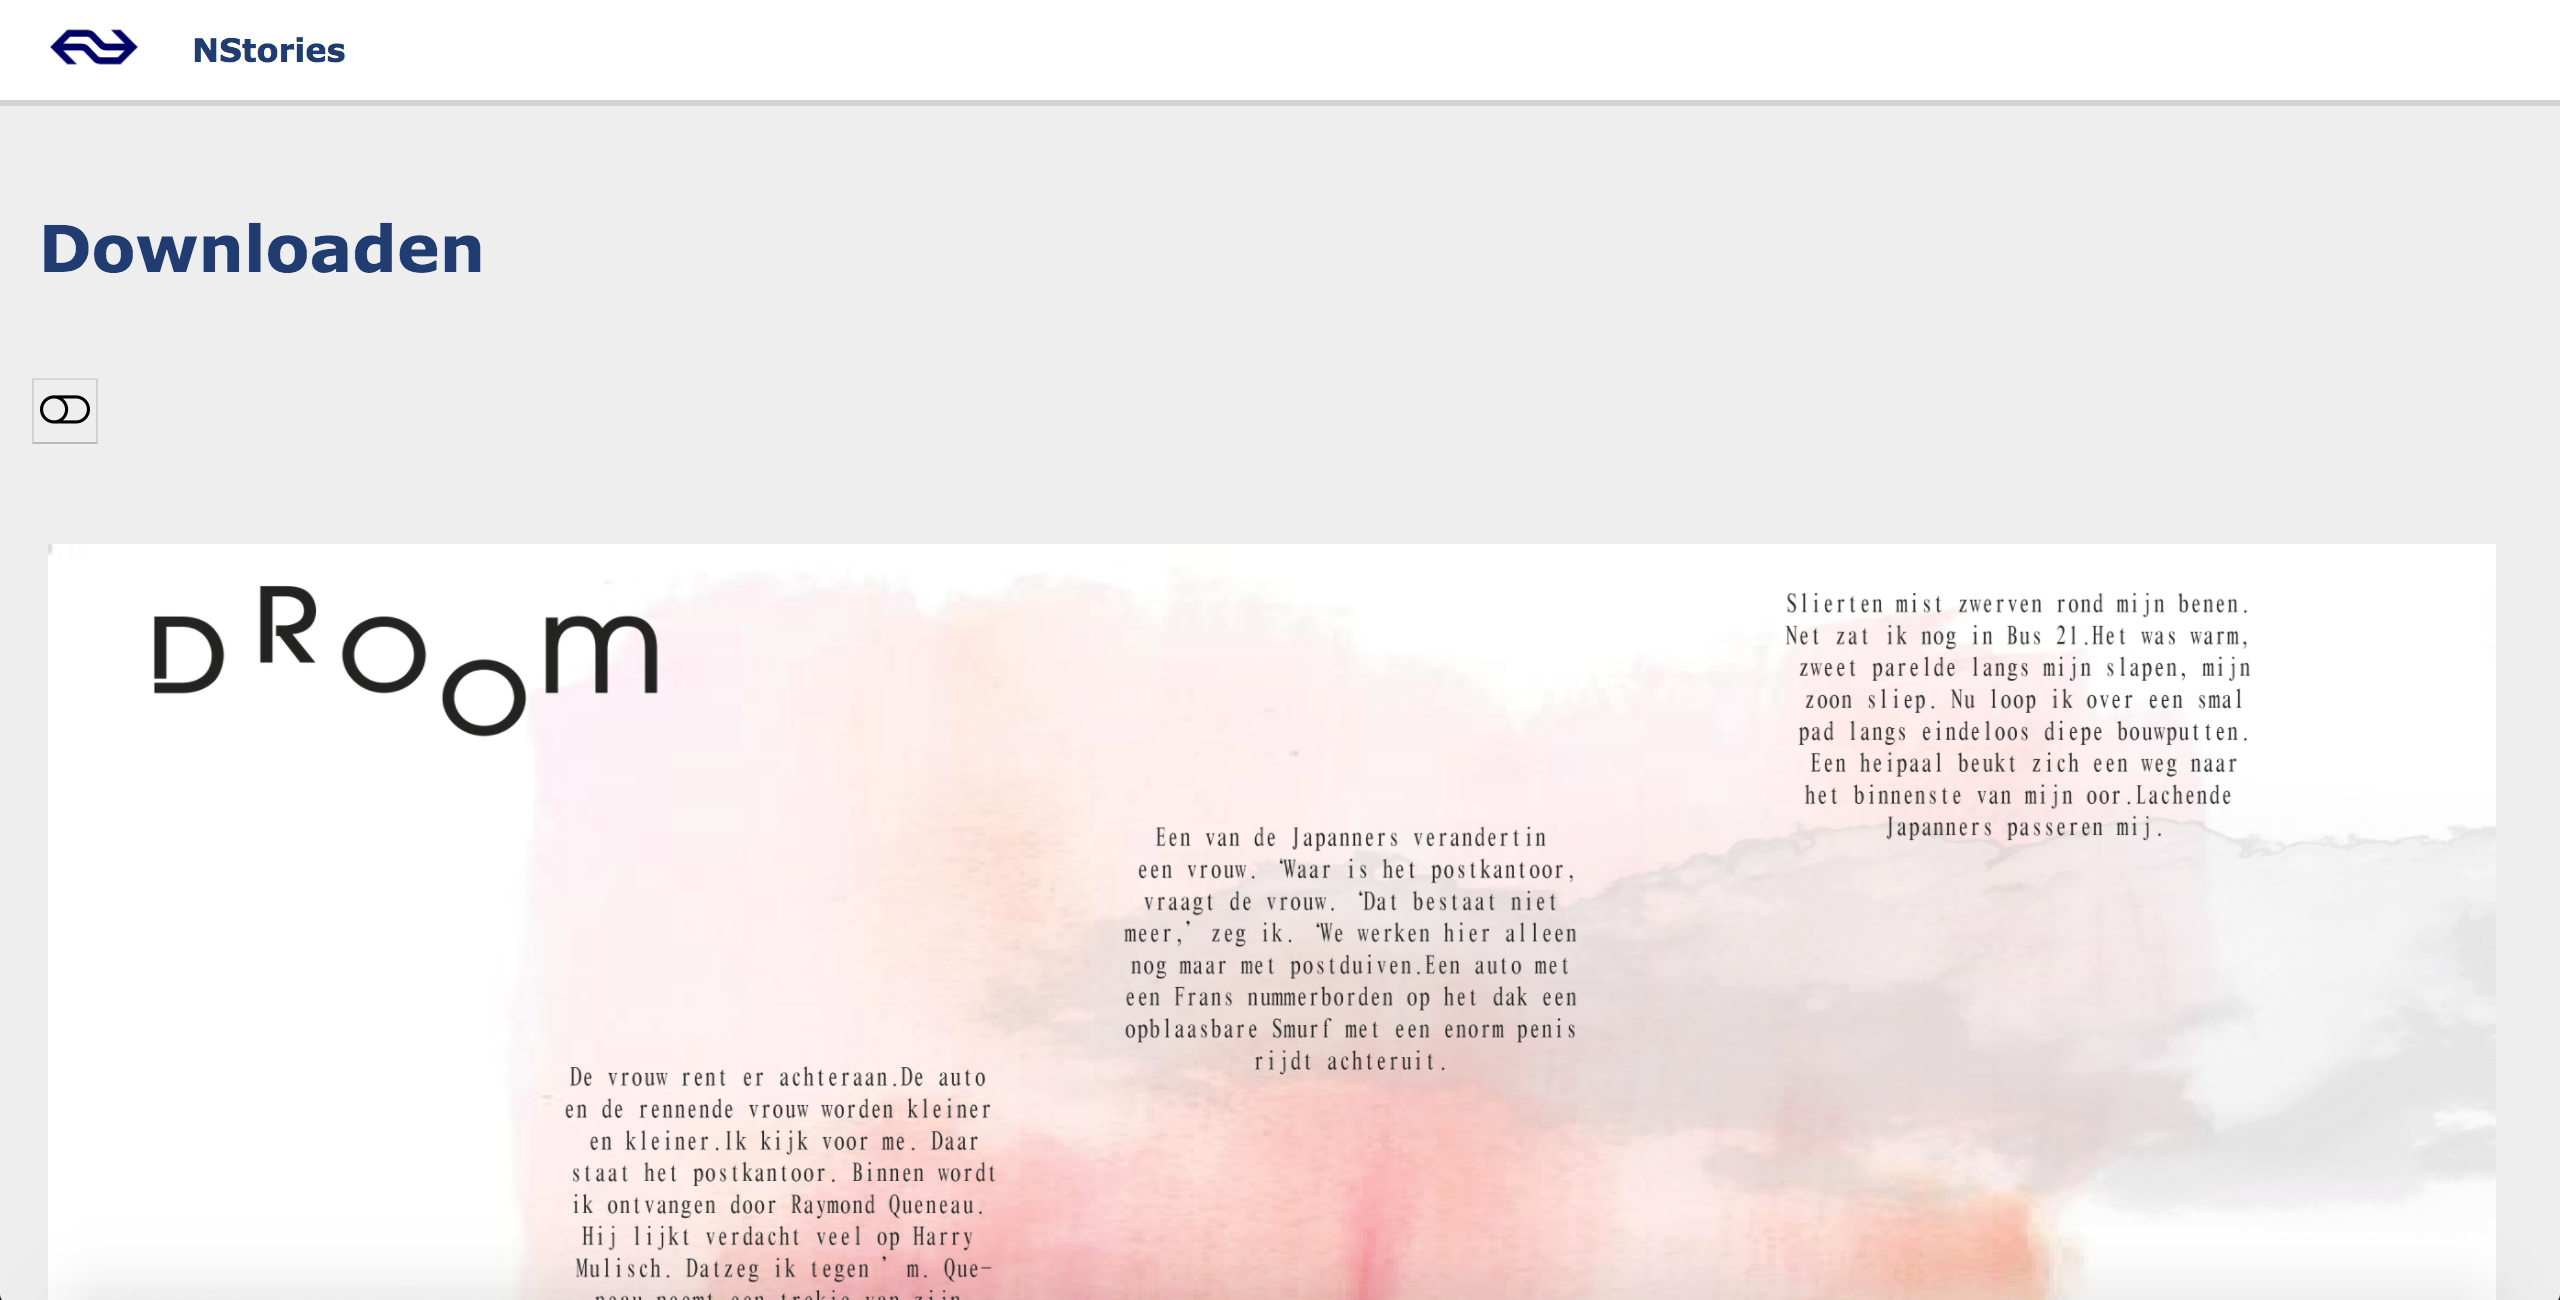 NStories
Downloaden
DROOM
Slierten mist zwerven rond mijn benen.
Net zat ik nog in Bus 21.Het was warm,
zweet parelde langs mijn slapen, mijn
zoon sliep. Nu loop ik over een smal
pad langs eindeloos diepe bouwputten.
Een heipaal beukt zich een weg naar
het binnenste van mijn oor.Lachende
Japanners passeren mij.
Een van de Japanners verandertin
een vrouw. ‘Waar is het postkantoor,
vraagt de vrouw. ‘Dat bestaat niet
meer,’ zeg ik. ‘We werken hier alleen
nog maar met postduiven.Een auto met
een Frans nummerborden op het dak een
opblaasbare Smurf met een enorm penis
rijdt achteruit.
De vrouw rent er achteraan.De auto
en de rennende vrouw worden kleiner
en kleiner.Ik kijk voor me. Daar
staat het postkantoor. Binnen wordt
ik ontvangen door Raymond Queneau.
Hij lijkt verdacht veel op Harry
Mulisch. Datzeg ik tegen ’ m. Que-
neau neemt een trekje van zijn